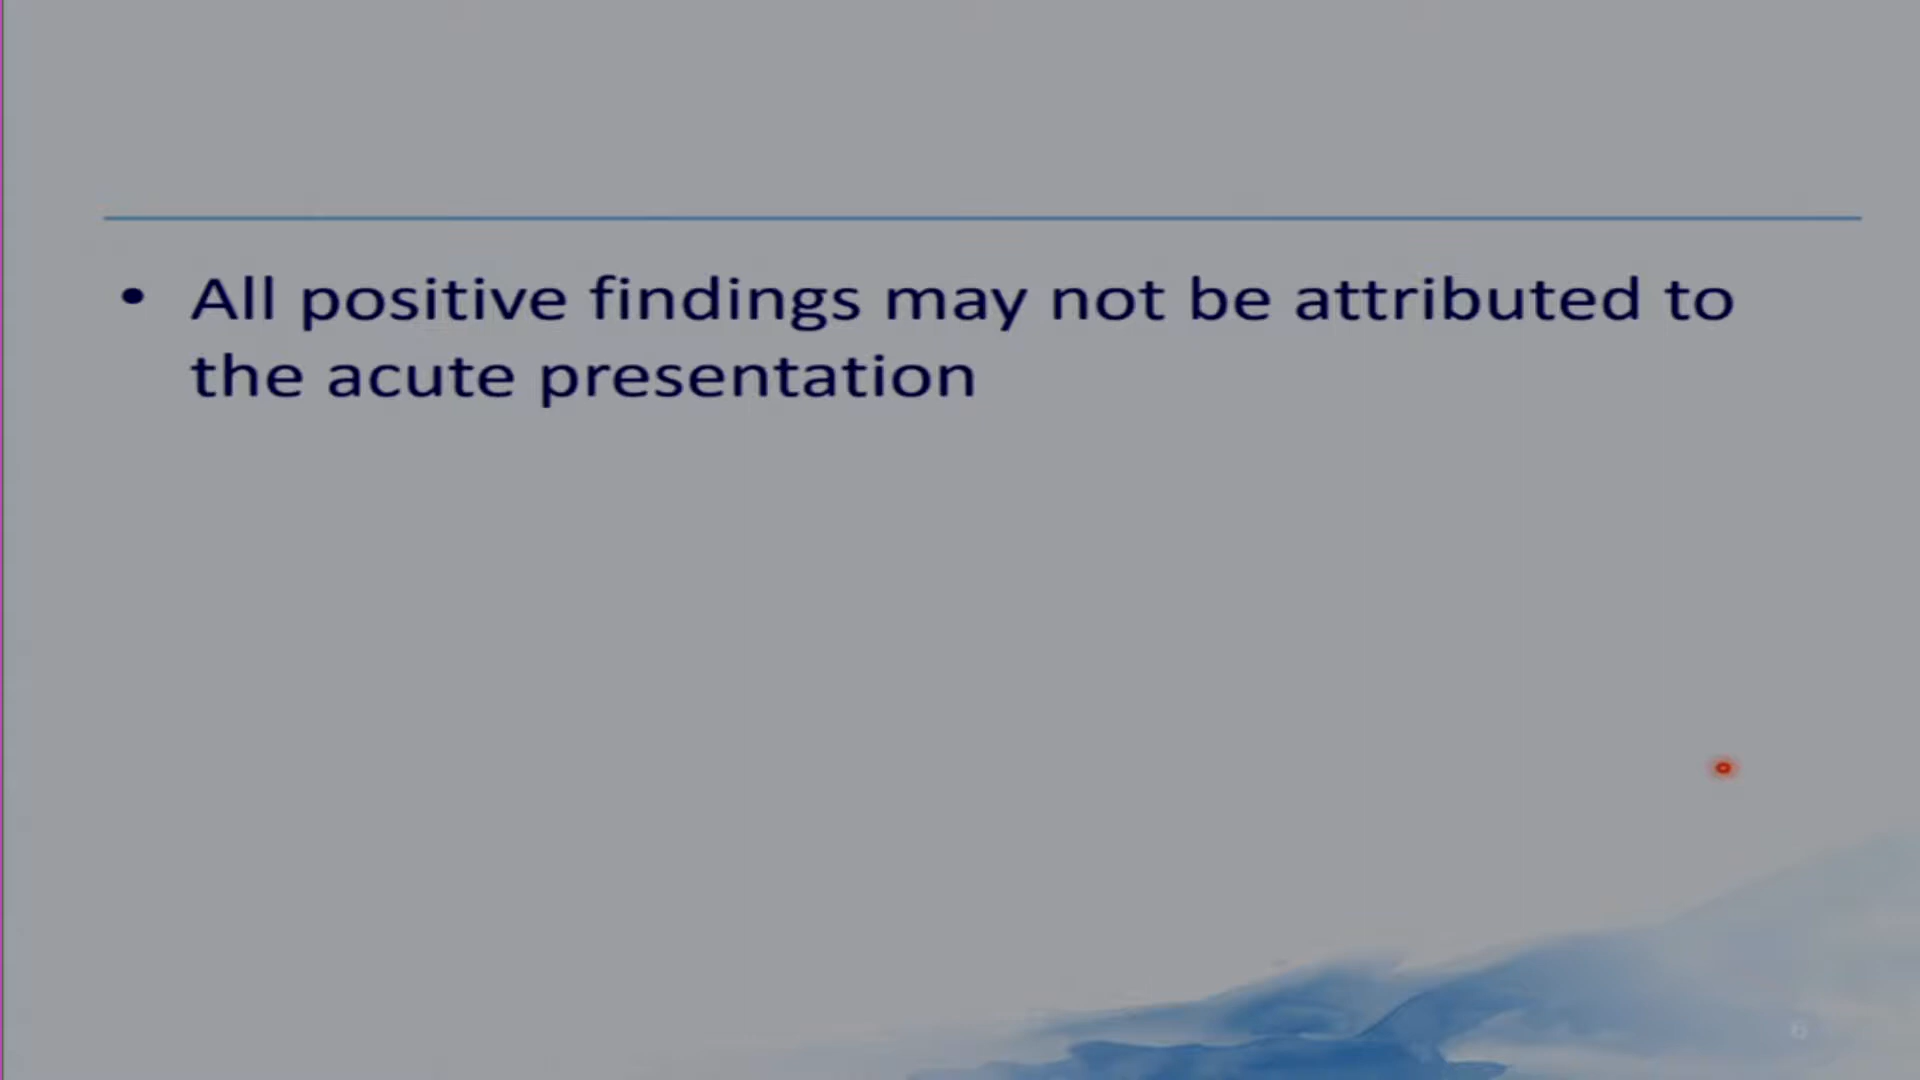 • All positive findings may not be attributed to
the acute presentation